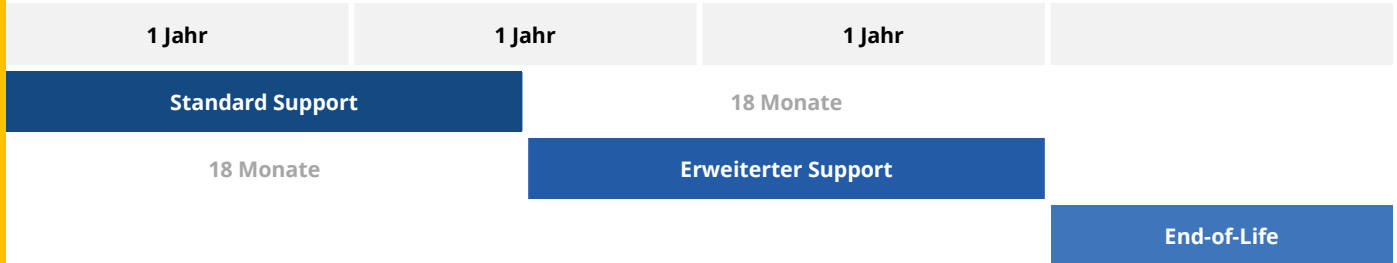 1 Jahr 1 Jahr 1 Jahr
Standard Support 18 Monate
18 Monate Erweiterter Support
End-of-Life